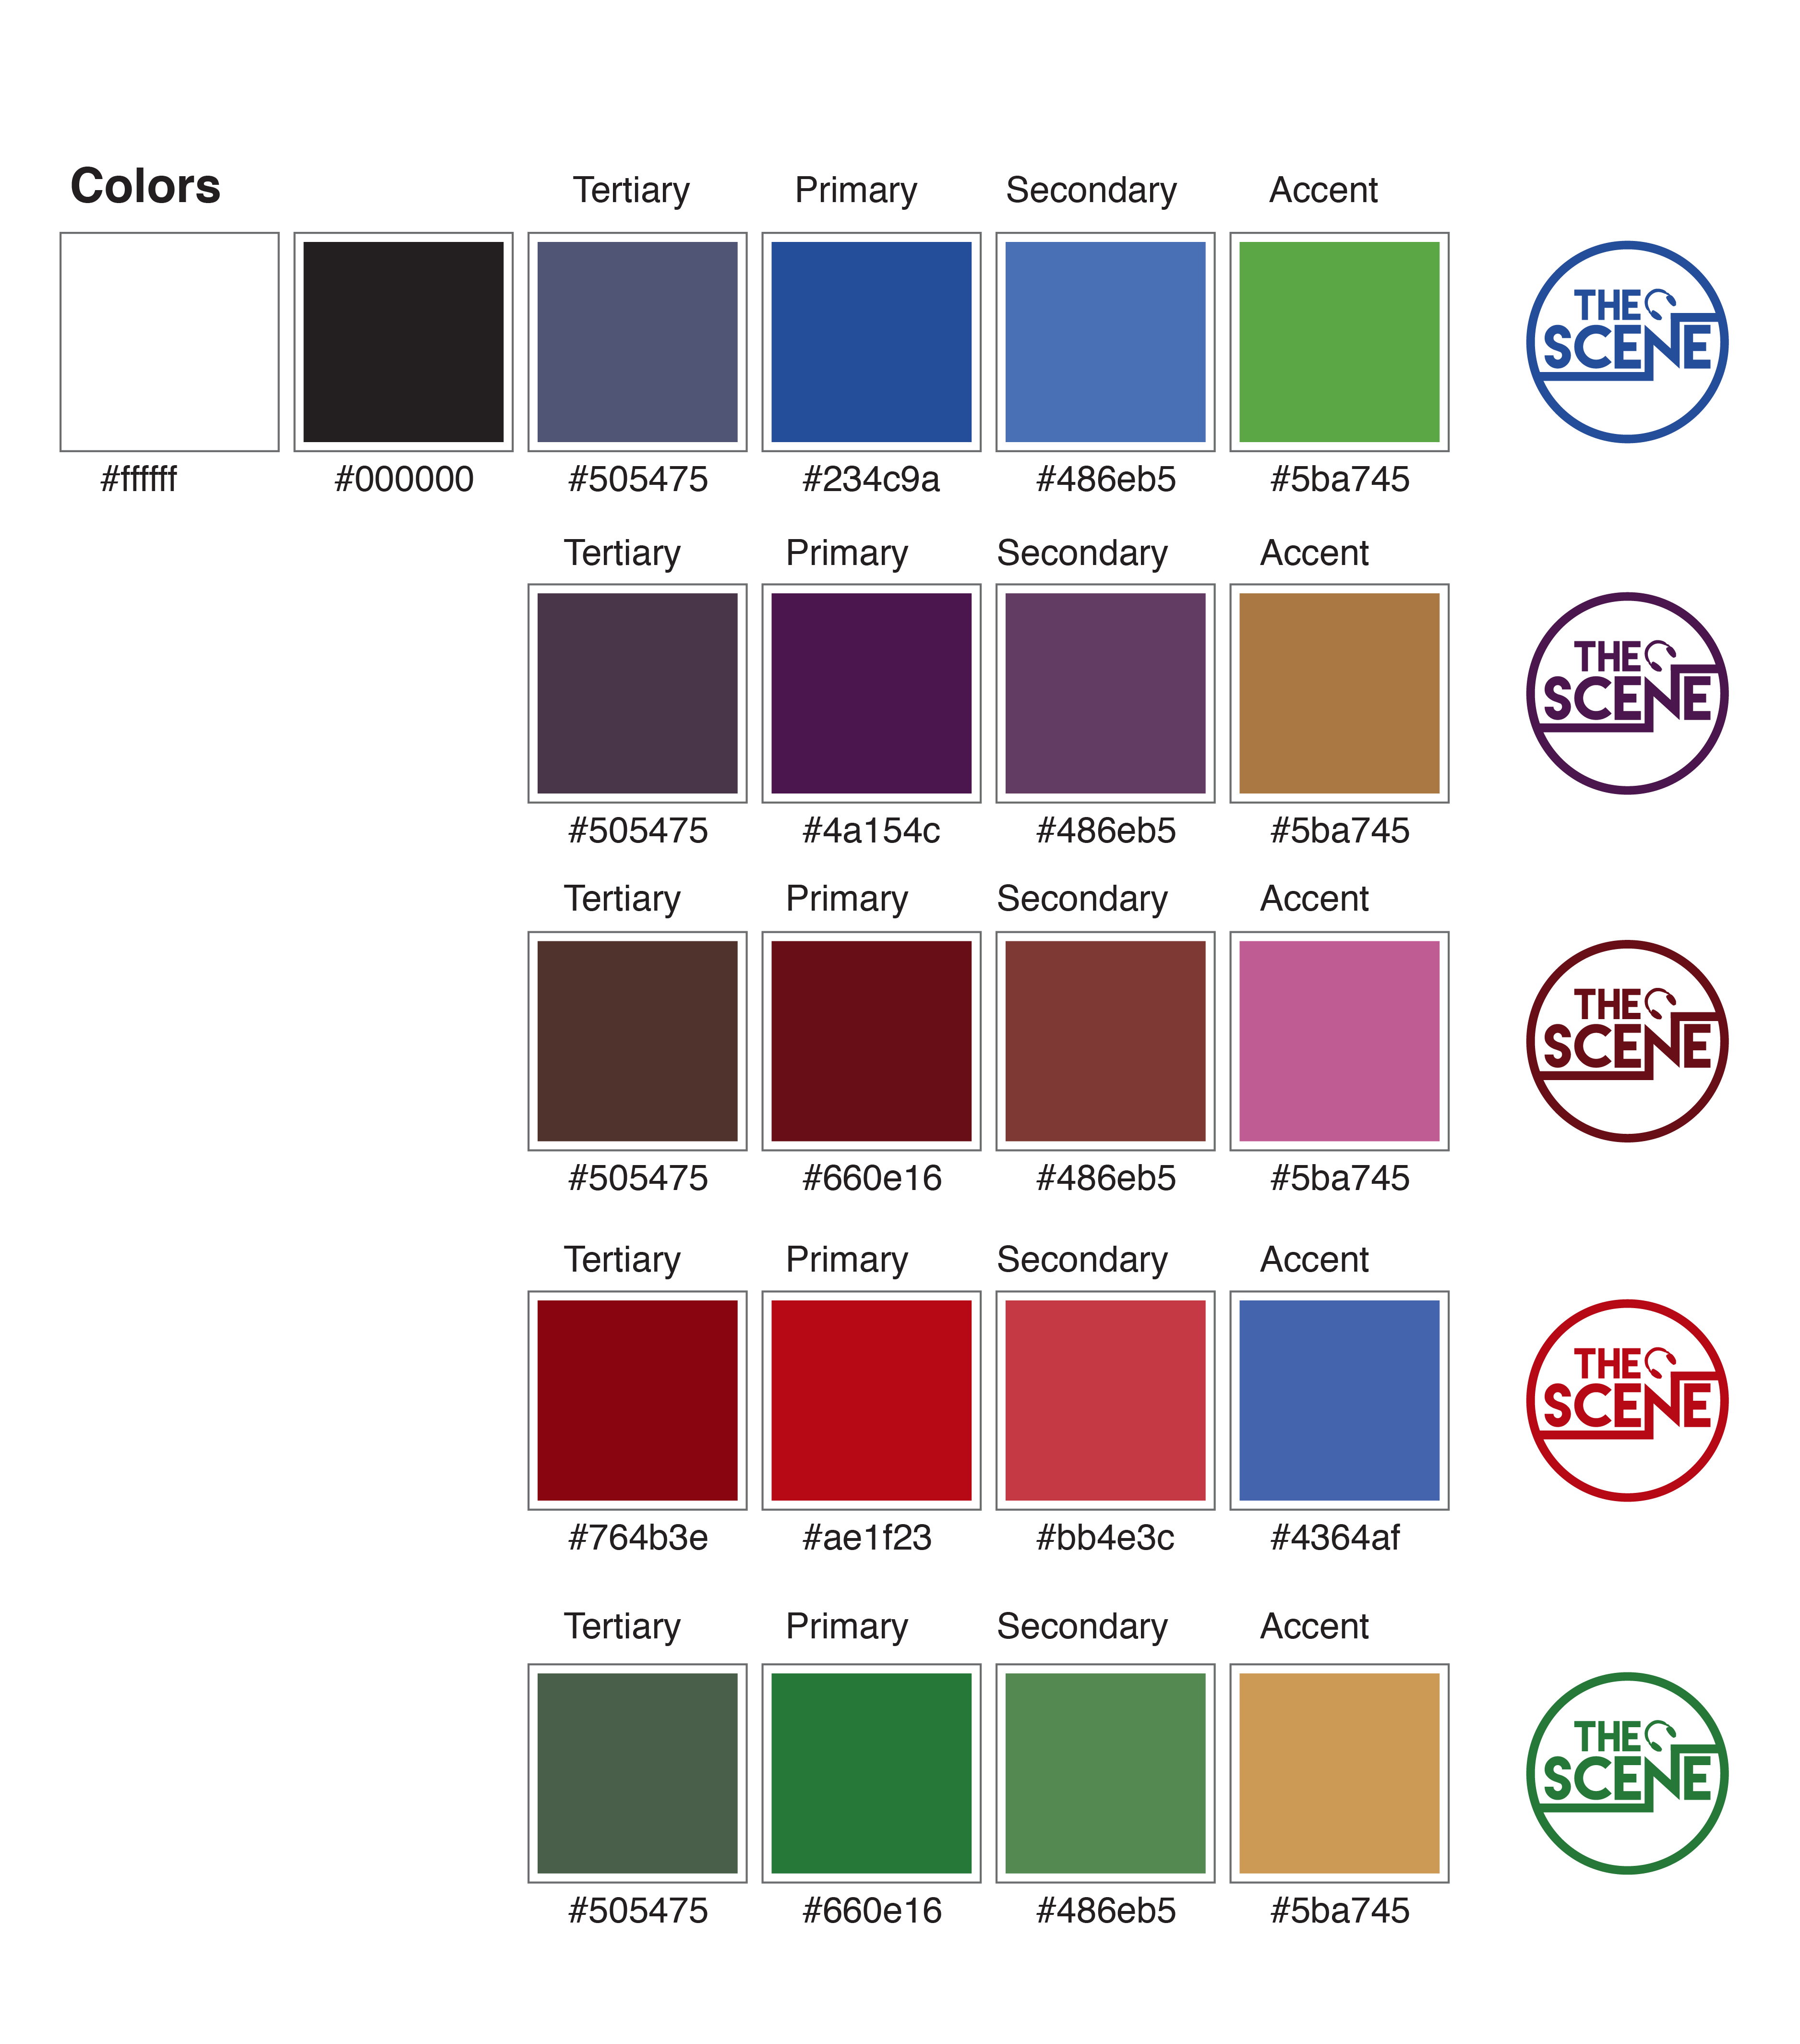 Colors Tertiary Primary Secondary Accent
THE
SCENE
#ffffff #000000 #505475 #234c9a #486eb5 #5ba745
Tertiary Primary Secondary Accent
THE
SCENE
#505475 #4a154c #486eb5 #5ba745
Tertiary Primary Secondary Accent
THE
SCENE
#505475 #660e16 #486eb5 #5ba745
Tertiary Primary Secondary Accent
THE
SCENE
#764b3e #ae1f23 #bb4e3c #4364af
Tertiary Primary Secondary Accent
THE
SCENE
#505475 #660e16 #486eb5 #5ba745